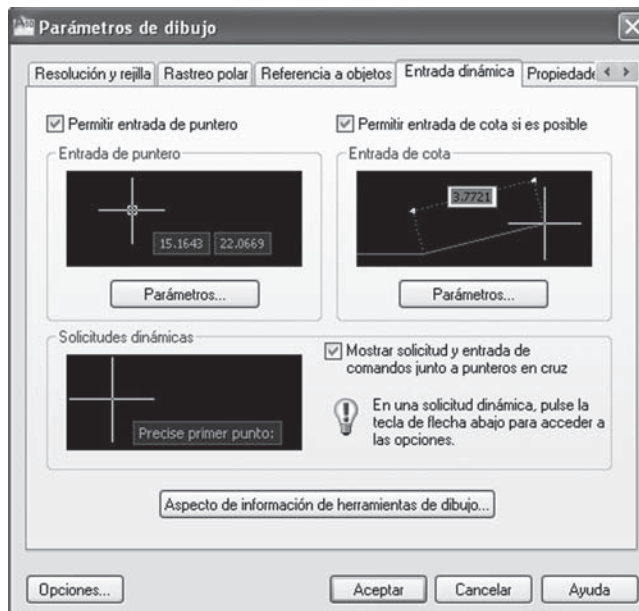 Parámetros de dibujo
Resolución y rejilla Rastreo polar Referencia a objetos Entrada dinámica Propiedade
Permitir entrada de puntero
Permitir entrada de cota si es posible
Entrada de puntero
Entrada de cota
15.1643 22.0669
3.7721
Parámetros...
Parámetros...
Solicitudes dinámicas
Precise primer punto:
Mostrar solicitud y entrada de
comandos junto a punteros en cruz
En una solicitud dinámica, pulse la
tecla de flecha abajo para acceder a
las opciones.
Aspecto de información de herramientas de dibujo...
Opciones... Aceptar Cancelar Ayuda